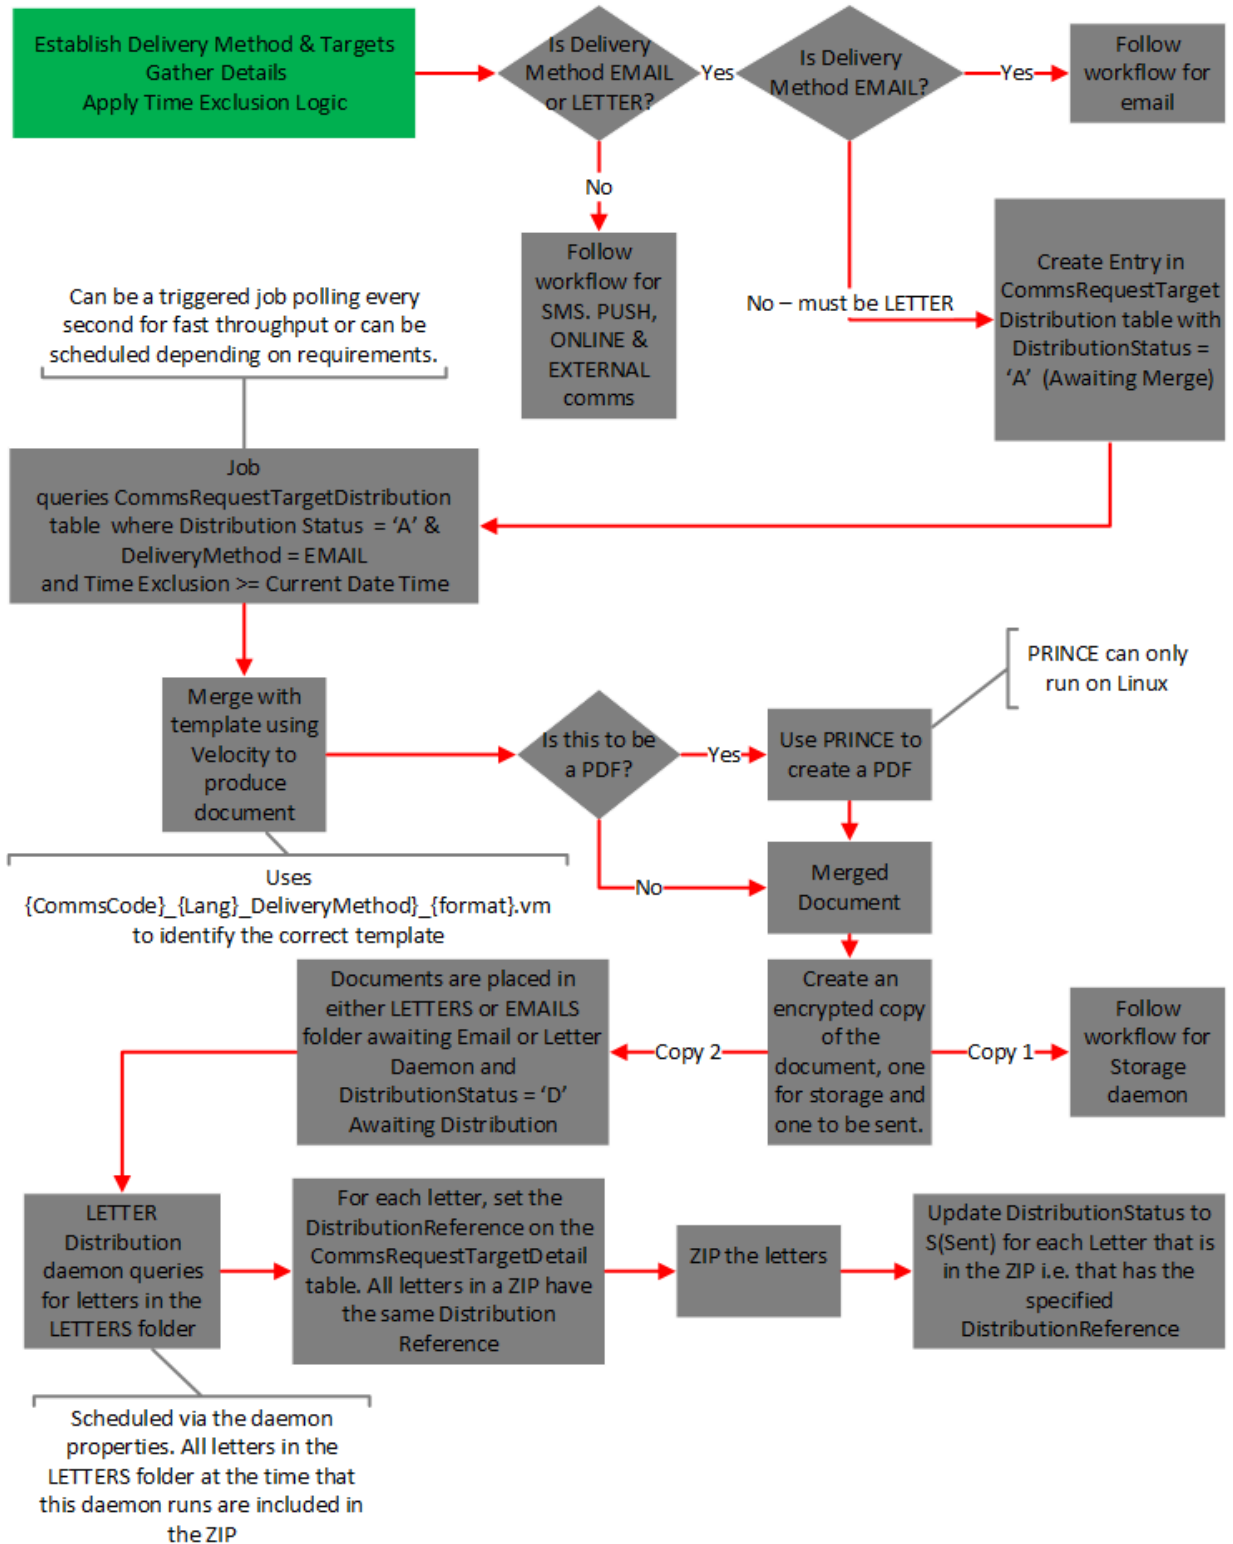 Establish Delivery Method & Targets
Gather Details
Apply Time Exclusion Logic
Is Delivery
Method EMAIL
or LETTER?
Yes
Is Delivery
Method EMAIL?
Yes
Follow
workflow for
email
No
Follow
workflow for
SMS. PUSH,
ONLINE &
EXTERNAL
comms
No – must be LETTER
Create Entry in
CommsRequestTarget
Distribution table with
DistributionStatus =
‘A’ (Awaiting Merge)
Can be a triggered job polling every
second for fast throughput or can be
scheduled depending on requirements.
Job
queries CommsRequestTargetDistribution
table where Distribution Status = ‘A’ &
DeliveryMethod = EMAIL
and Time Exclusion >= Current Date Time
Merge with
template using
Velocity to
produce
document
Is this to be
a PDF?
Yes
Use PRINCE to
create a PDF
PRINCE can only
run on Linux
No
Merged
Document
Uses
{CommsCode}_{Lang}_DeliveryMethod}_{format}.vm
to identify the correct template
Create an
encrypted copy
of the
document, one
for storage and
one to be sent.
Copy 1
Follow
workflow for
Storage
daemon
Copy 2
Documents are placed in
either LETTERS or EMAILS
folder awaiting Email or Letter
Daemon and
DistributionStatus = ‘D’
Awaiting Distribution
LETTER
Distribution
daemon queries
for letters in the
LETTERS folder
For each letter, set the
DistributionReference on the
CommsRequestTargetDetail
table. All letters in a ZIP have
the same Distribution
Reference
ZIP the letters
Update DistributionStatus to
S(Sent) for each Letter that is
in the ZIP i.e. that has the
specified
DistributionReference
Scheduled via the daemon
properties. All letters in the
LETTERS folder at the time that
this daemon runs are included in
the ZIP